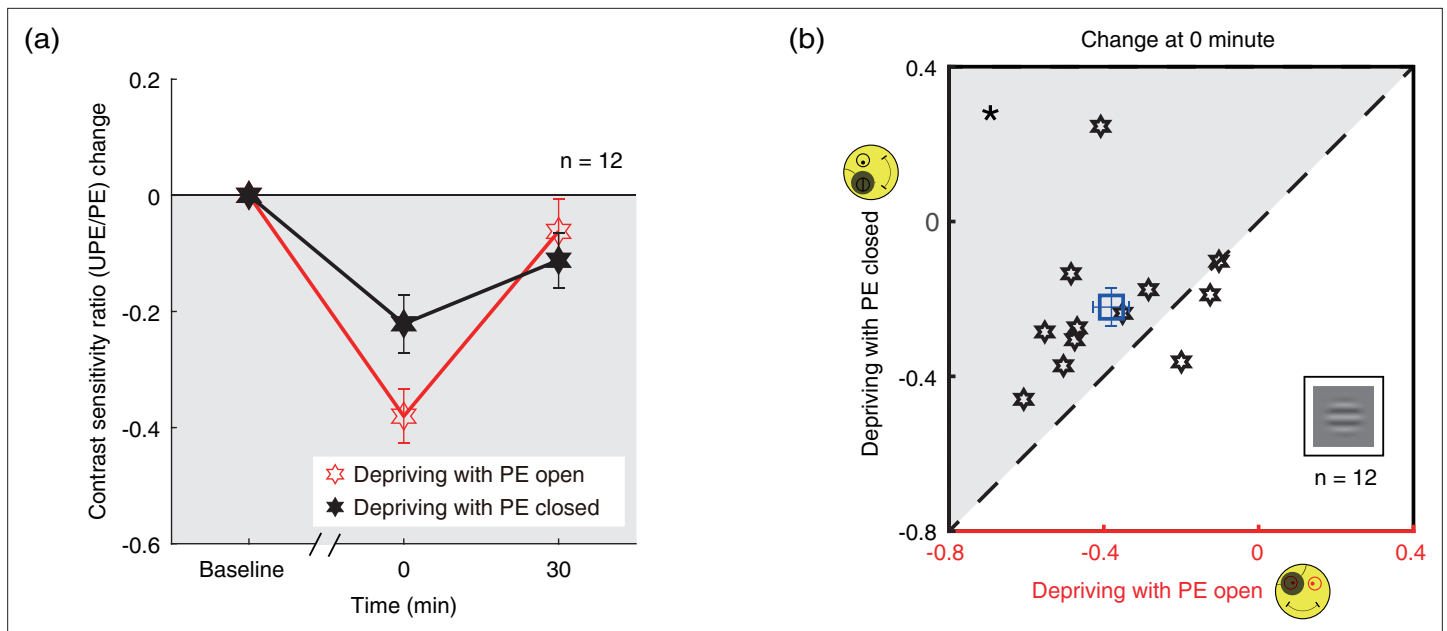 (a)
0.2
0
-0.2
-0.4
-0.6
Contrast sensitivity ratio (UPE/PE) change
n = 12
Depriving with PE open
Depriving with PE closed
Baseline
0
30
Time (min)
(b)
Change at 0 minute
0.4
0
-0.4
-0.8
Depriving with PE closed
*
n = 12
-0.8
-0.4
0
0.4
Depriving with PE open